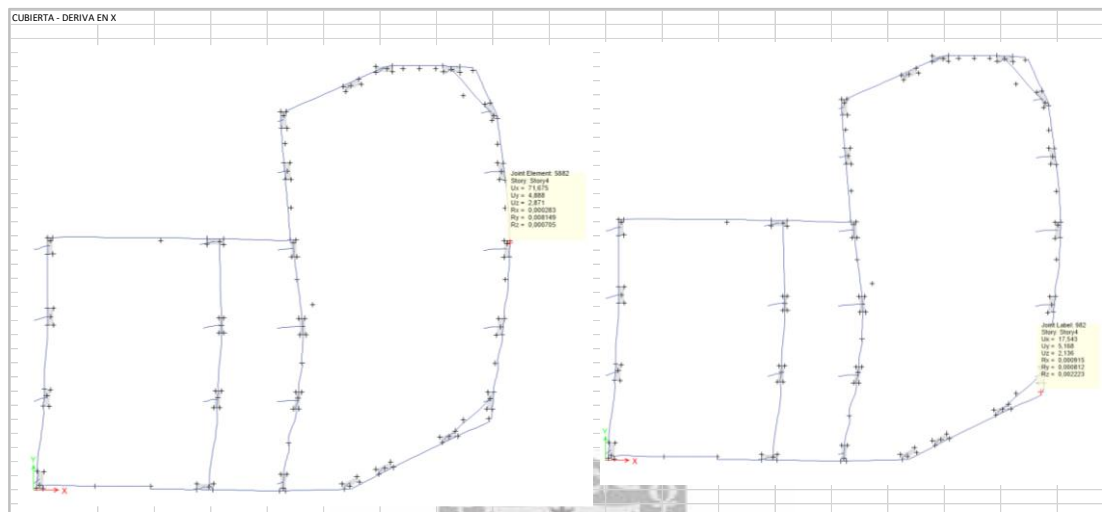 CUBIERTA - DERIVA EN X
Joint Element: 5882
Story: Story4
Ux = 71,675
Uy = 4,888
Uz = 2,871
Rx = 0,000283
Ry = 0,008149
Rz = 0,000705
Y
X
Joint Label: 982
Story: Story4
Ux = 17,543
Uy = 5,168
Uz = 2,136
Rx = 0,000915
Ry = 0,000812
Rz = 0,002223
Y
X